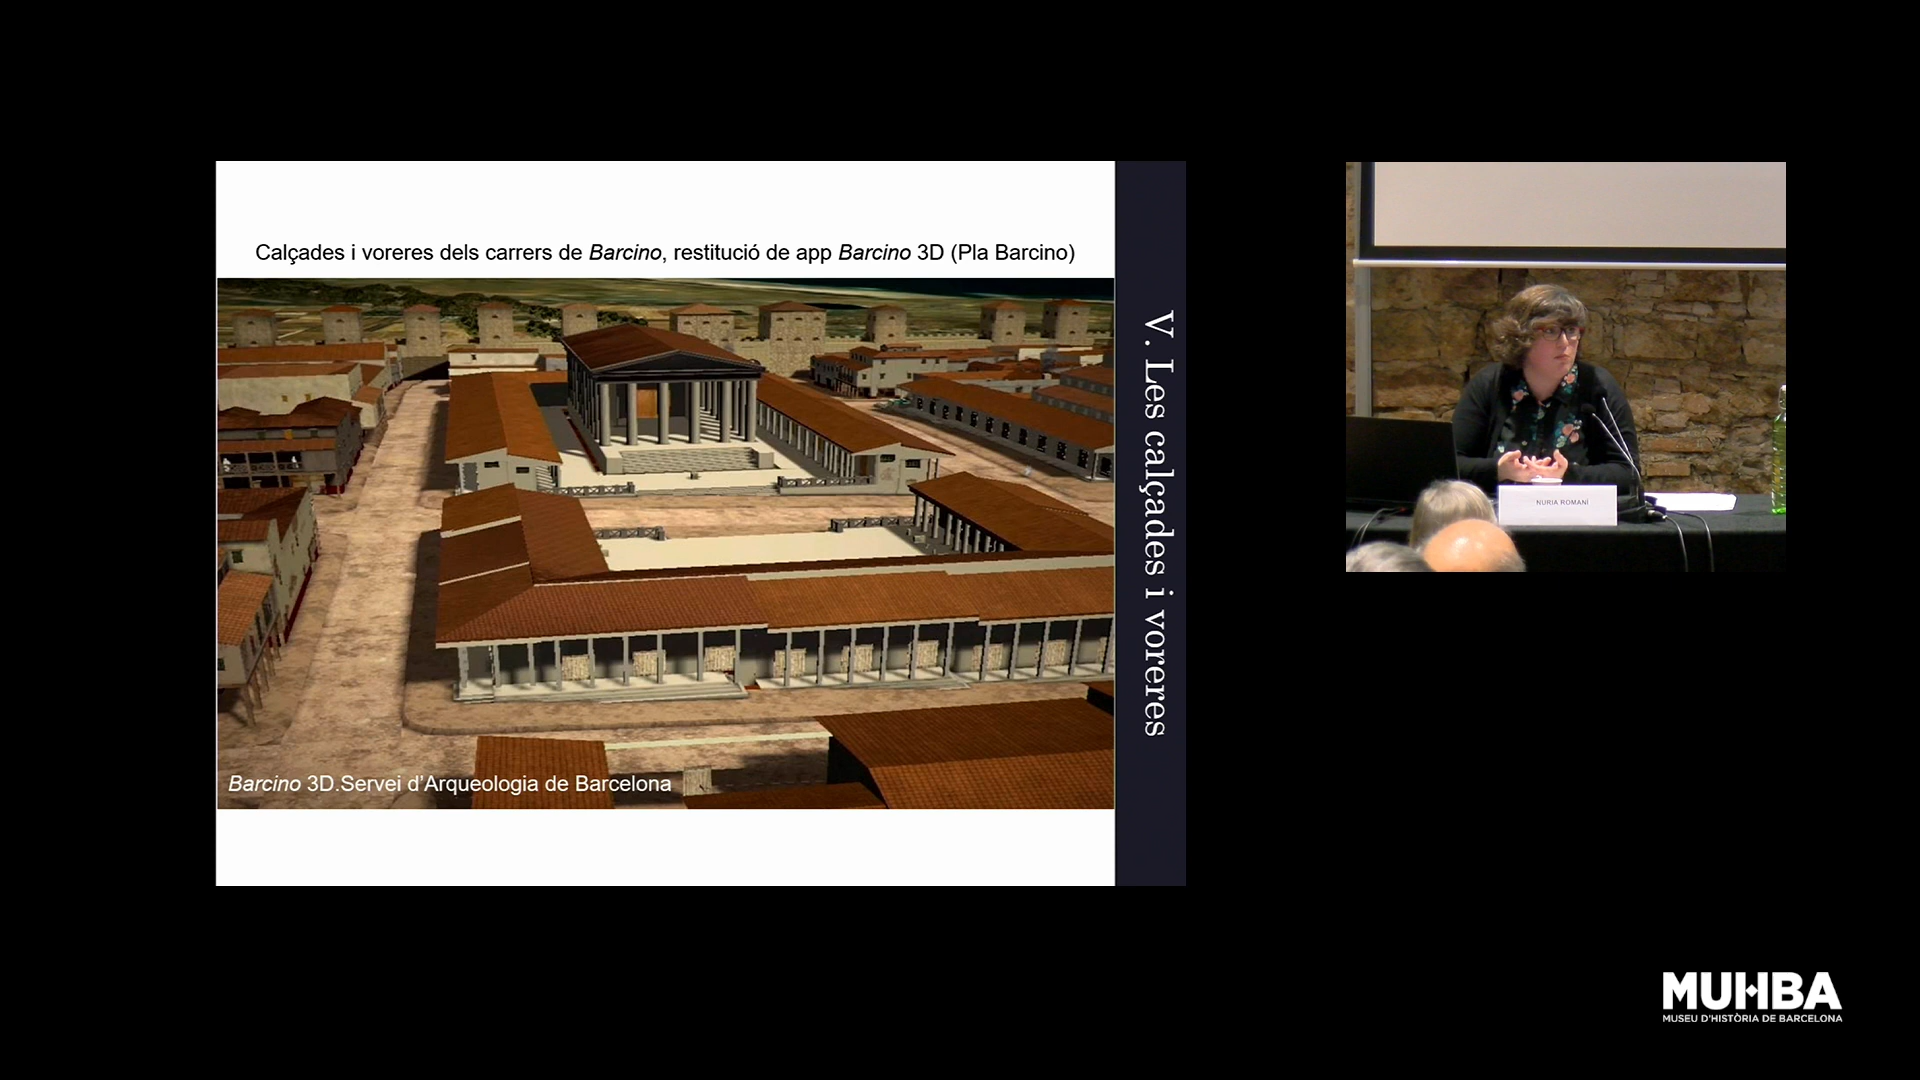 Calçades i voreres dels carrers de Barcino, restitució de app Barcino 3D (Pla Barcino)
Barcino 3D.Servei d'Arqueologia de Barcelona
V. Les calçades i voreres
NURIA ROMANÍ
MUHBA
MUSEU D'HISTÒRIA DE BARCELONA